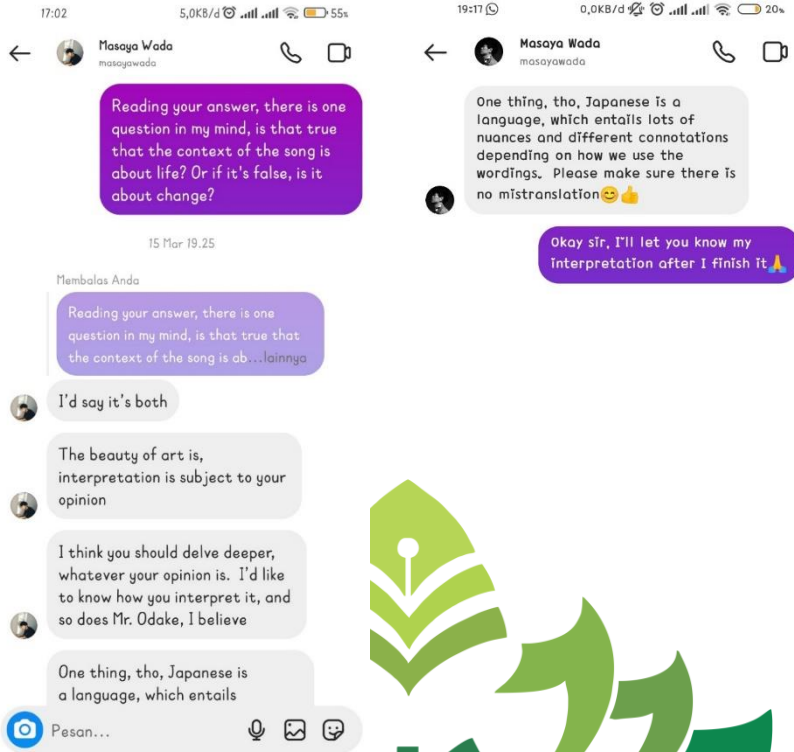 17:02
5,0KB/d
55%
Masaya Wada
masayawada
Reading your answer, there is one
question in my mind, is that true
that the context of the song is
about life? Or if it's false, is it
about change?
15 Mar 19.25
Membalas Anda
Reading your answer, there is one
question in my mind, is that true that
the context of the song is ab...lainnya
I'd say it's both
The beauty of art is,
interpretation is subject to your
opinion
I think you should delve deeper,
whatever your opinion is. I'd like
to know how you interpret it, and
so does Mr. Odake, I believe
One thing, tho, Japanese is
a language, which entails
Pesan...
19:17
0,0KB/d
20%
Masaya Wada
masayawada
One thing, tho, Japanese is a
language, which entails lots of
nuances and different connotations
depending on how we use the
wordings. Please make sure there is
no mistranslation😊👍
Okay sir, I'll let you know my
interpretation after I finish it🙏